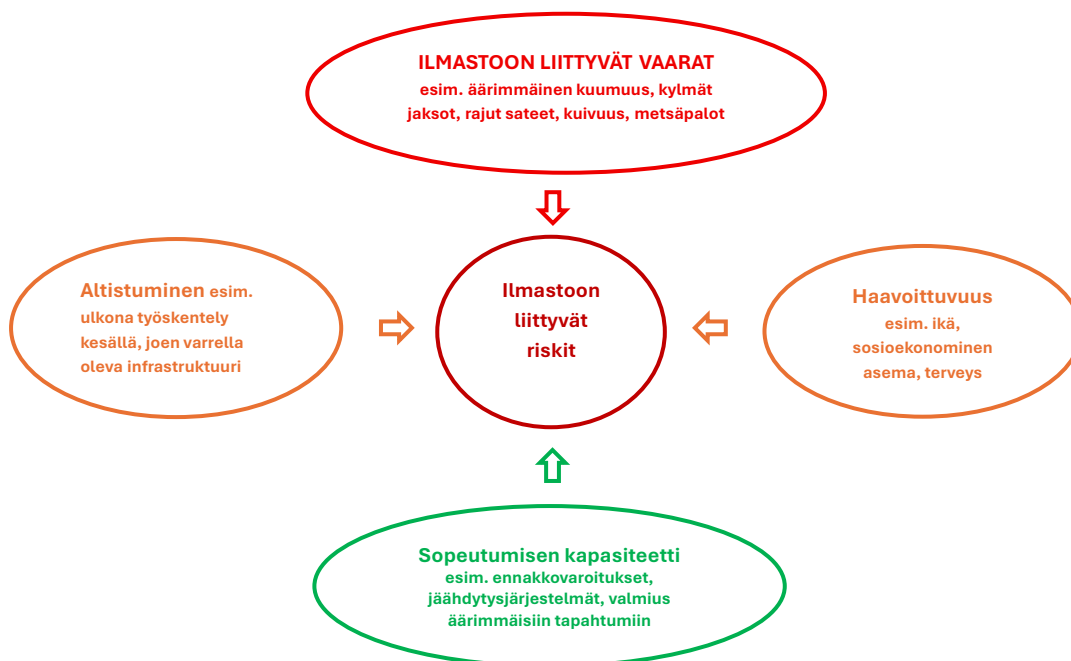 ILMASTOON LIITTYVÄT VAARAT
esim. äärimmäinen kuumuus, kylmät
jaksot, rajut sateet, kuivuus, metsäpalot
Altistuminen esim.
ulkona työskentely
kesällä, joen varrella
oleva infrastruktuuri
Ilmastoon
liittyvät
riskit
Haavoittuvuus
esim. ikä,
sosioekonominen
asema, terveys
Sopeutumisen kapasiteetti
esim. ennakkovaroitukset,
jäähdytysjärjestelmät, valmius
äärimmäisiin tapahtumiin